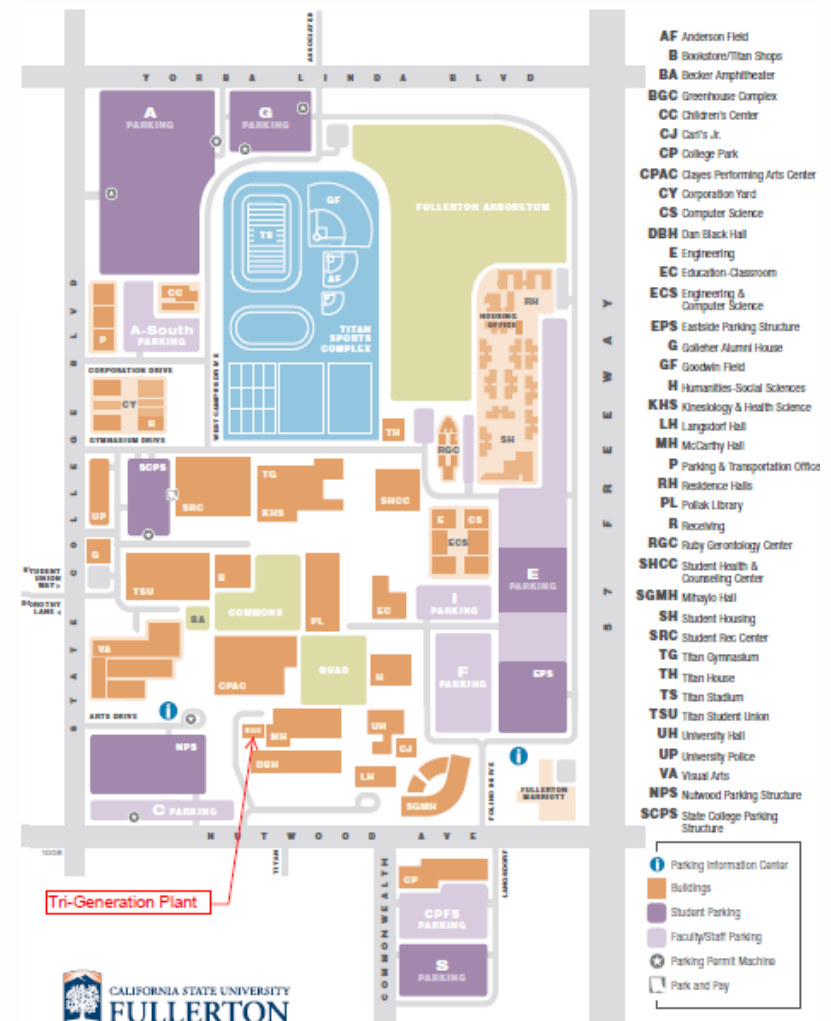 ASSOCIATES
YORBA LINDA BLVD
A
PARKING
G
PARKING
FULLERTON ARBORETUM
GF
TS
AF
TITAN
SPORTS
COMPLEX
RH
HOUSING
OFFICE
CC
P
A-South
PARKING
CORPORATION DRIVE
CY
R
GYMNASIUM DRIVE
WEST CAMPUS DRIVE
STATE COLLEGE BLVD
57 FREEWAY
TH
RGC
SH
SCPS
UP
SRC
TG
KHS
SHCC
E
CS
ECS
G
STUDENT
UNION
WAY
DOROTHY
LANE
TSU
B
COMMONS
PL
EC
I
PARKING
E
PARKING
BA
VA
CPAC
QUAD
H
F
PARKING
EPS
ARTS DRIVE
NPS
BGC
MH
UH
CJ
DBH
LH
SGMH
FOLINO DRIVE
FULLERTON
MARRIOTT
C PARKING
NUTWOOD AVE
TITAN
COMMONWEALTH
LANGSDORF
CP
CPFS
PARKING
S
PARKING
Tri-Generation Plant
CALIFORNIA STATE UNIVERSITY
FULLERTON
AF Anderson Field
B Bookstore/Titan Shops
BA Becker Amphitheater
BGC Greenhouse Complex
CC Children's Center
CJ Carl's Jr.
CP College Park
CPAC Clayes Performing Arts Center
CY Corporation Yard
CS Computer Science
DBH Dan Black Hall
E Engineering
EC Education-Classroom
ECS Engineering &
Computer Science
EPS Eastside Parking Structure
G Golleher Alumni House
GF Goodwin Field
H Humanities-Social Sciences
KHS Kinesiology & Health Science
LH Langsdorf Hall
MH McCarthy Hall
P Parking & Transportation Office
RH Residence Halls
PL Pollak Library
R Receiving
RGC Ruby Gerontology Center
SHCC Student Health &
Counseling Center
SGMH Mihaylo Hall
SH Student Housing
SRC Student Rec Center
TG Titan Gymnasium
TH Titan House
TS Titan Stadium
TSU Titan Student Union
UH University Hall
UP University Police
VA Visual Arts
NPS Nutwood Parking Structure
SCPS State College Parking
Structure
Parking Information Center
Buildings
Student Parking
Faculty/Staff Parking
Parking Permit Machine
Park and Pay